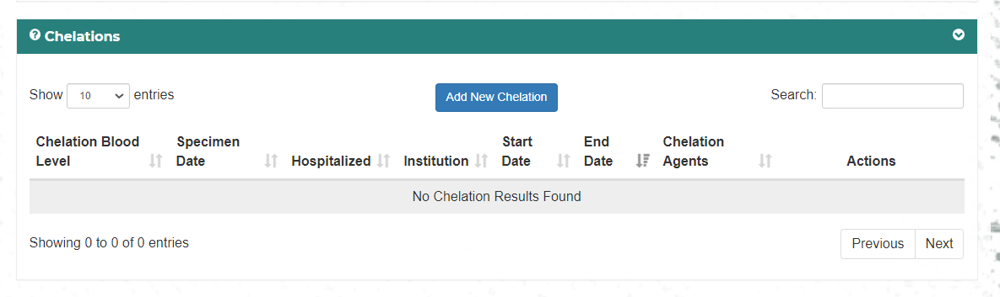 Chelations
Show 10 entries
Add New Chelation
Search:
Chelation Blood Level
Specimen Date
Hospitalized
Institution
Start Date
End Date
Chelation Agents
Actions
No Chelation Results Found
Showing 0 to 0 of 0 entries
Previous
Next